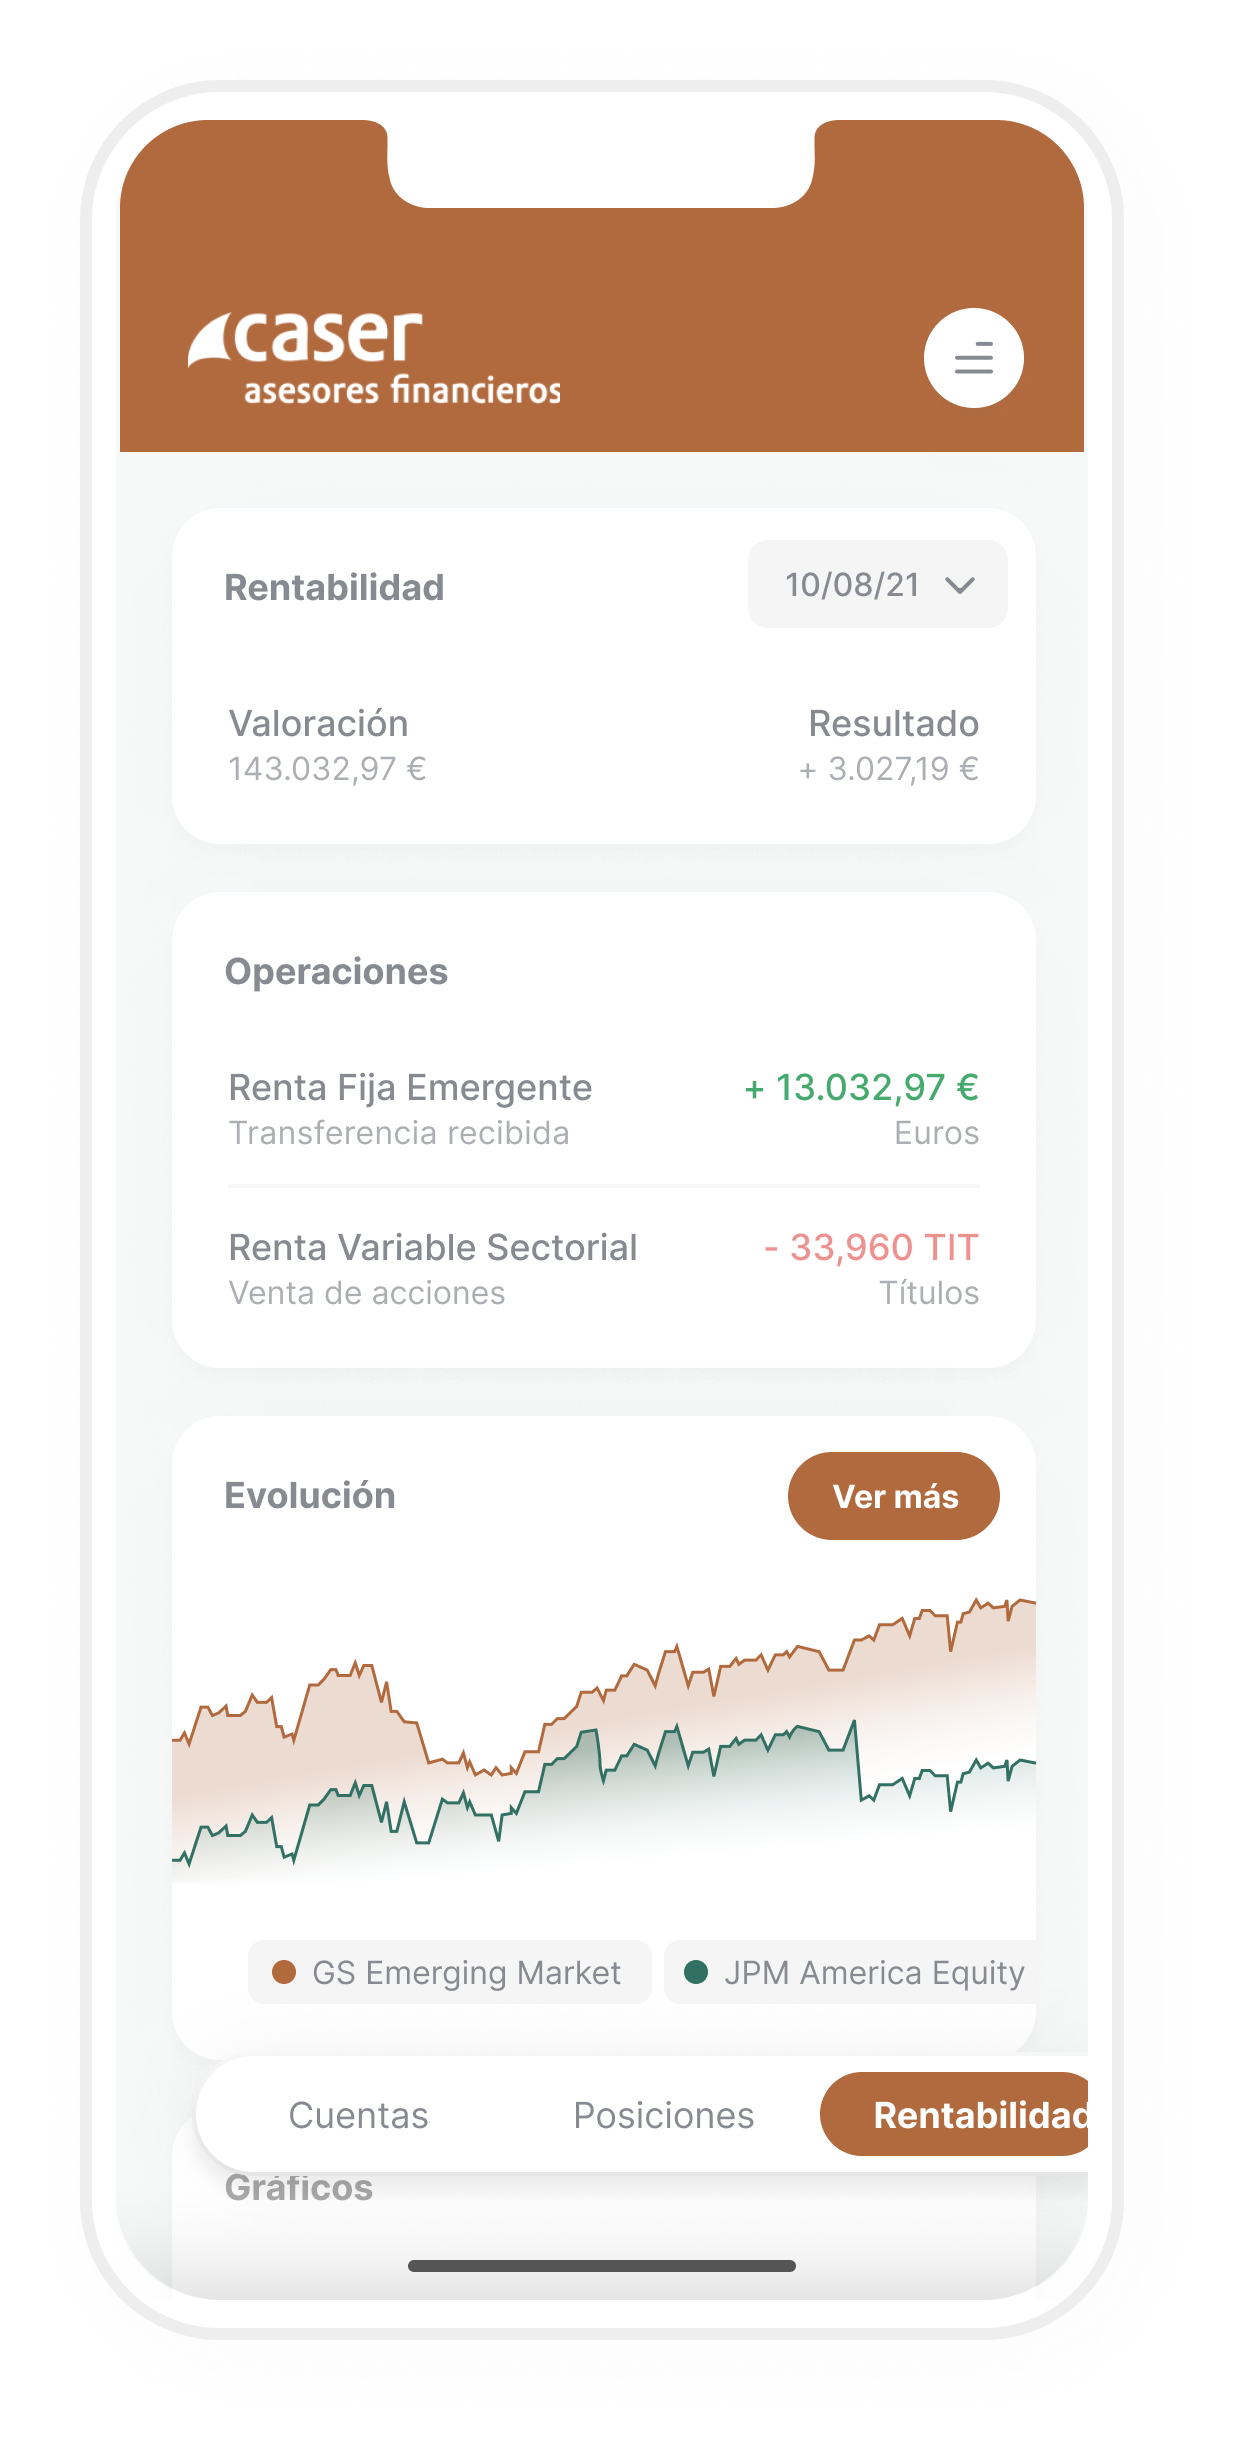 caser
asesores financieros
Rentabilidad
10/08/21
Valoración
Resultado
143.032,97 €
+ 3.027,19 €
Operaciones
Renta Fija Emergente
+ 13.032,97 €
Transferencia recibida
Euros
Renta Variable Sectorial
- 33,960 TIT
Venta de acciones
Títulos
Evolución
Ver más
GS Emerging Market
JPM America Equity
Cuentas
Posiciones
Rentabilidad
Gráficos